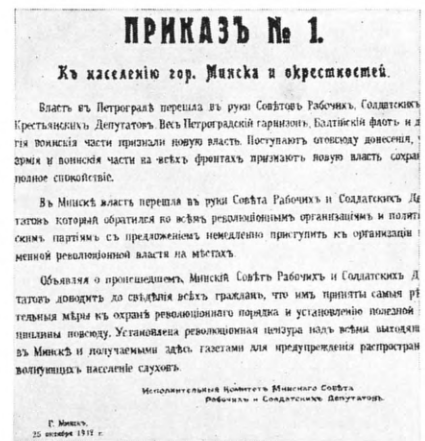 ПРИКАЗЪ № 1.
Къ населенію гор. Минска и окрестностей.
Власть въ Петроградѣ перешла въ руки Совѣтовъ Рабочихъ, Солдатскихъ
Крестьянскихъ Депутатовъ. Весь Петроградскій гарнизонъ, Балтійскій флотъ и д
гія воинскія части признали новую власть. Поступаютъ отовсюду донесенія, ч
армія и воинскія части на всѣхъ фронтахъ признаютъ новую власть сохран
полное спокойствіе.
Въ Минскѣ власть перешла въ руки Совѣта Рабочихъ и Солдатскихъ Де
татовъ который обратился ко всѣмъ революціоннымъ организаціямъ и полити
скимъ партіямъ съ предложеніемъ немедленно приступить къ организаціи
менной революціонной власти на мѣстахъ.
Объявляя о происшедшемъ, Минскій Совѣтъ Рабочихъ и Солдатскихъ Д
татовъ доводитъ до свѣдѣнія всѣхъ гражданъ, что имъ приняты самыя рѣ
тельныя мѣры къ охранѣ революціоннаго порядка и установленію полезной
циплины повсюду. Установлена революціонная цензура надъ всѣми выходящи
въ Минскѣ и получаемыми здѣсь газетами для предупрежденія распростран
волнующихъ населеніе слуховъ.
Исполнительный Комитетъ Минскаго Совѣта
Рабочихъ и Солдатскихъ Депутатовъ.
Г. Минскъ,
25 октября 1917 г.